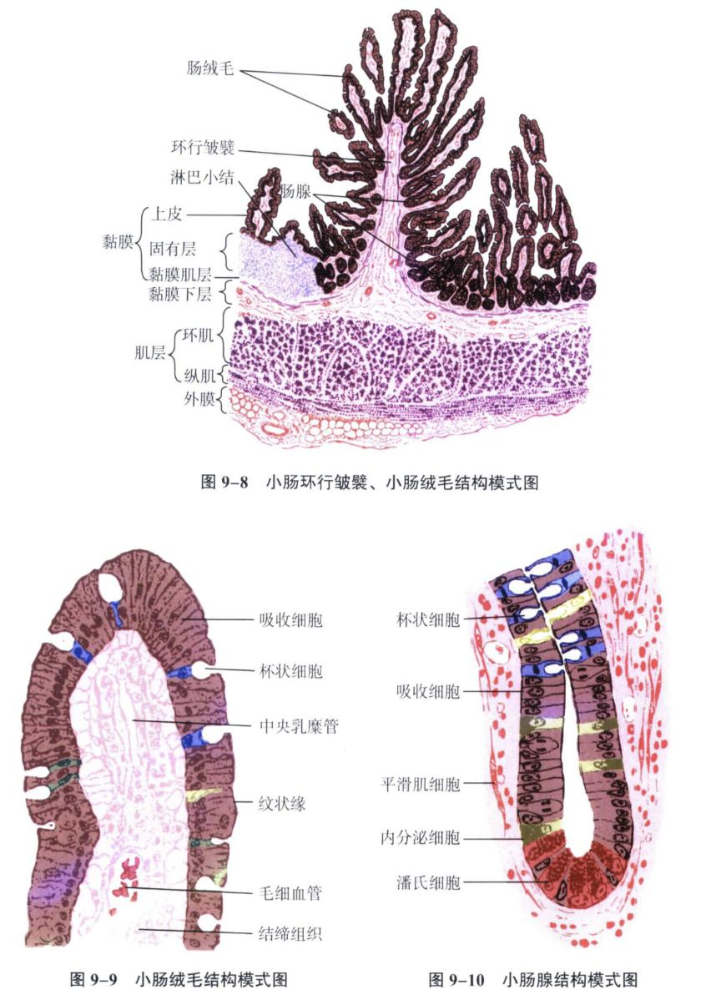 肠绒毛
环行皱襞
淋巴小结
肠腺
上皮
黏膜
固有层
黏膜肌层
黏膜下层
环肌
肌层
纵肌
外膜
图 9-8 小肠环行皱襞、小肠绒毛结构模式图
吸收细胞
杯状细胞
中央乳糜管
纹状缘
毛细血管
结缔组织
图 9-9 小肠绒毛结构模式图
杯状细胞
吸收细胞
平滑肌细胞
内分泌细胞
潘氏细胞
图 9-10 小肠腺结构模式图